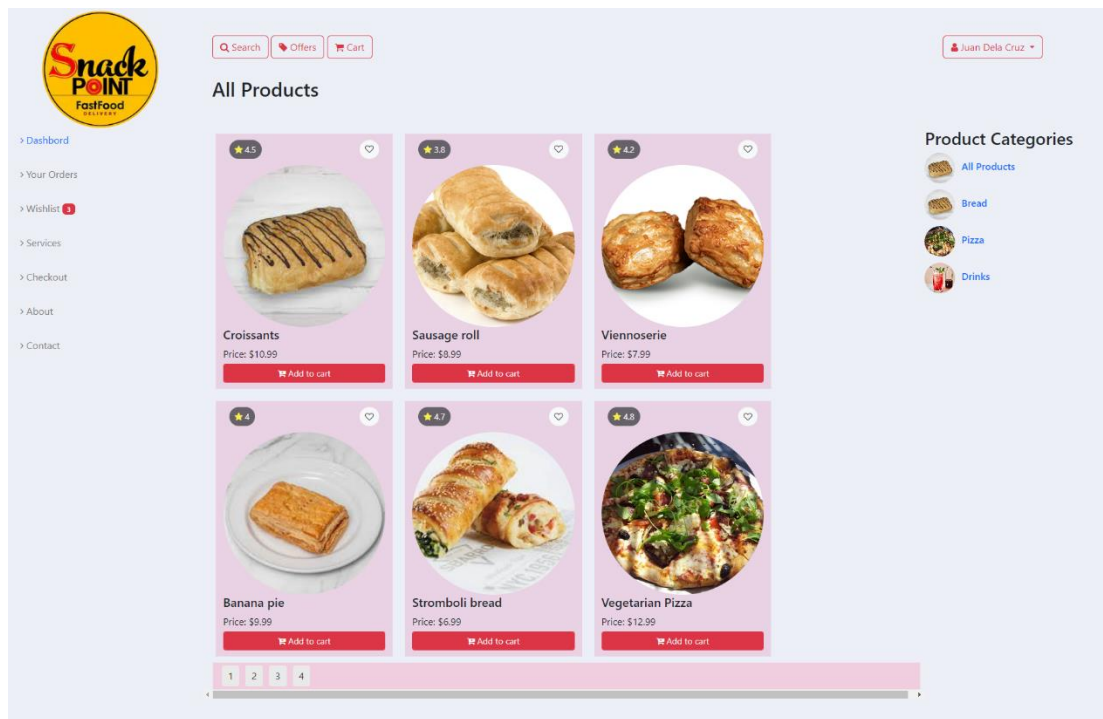 Snack
POINT
FastFood
DELIVERY
Search
Offers
Cart
Juan Dela Cruz
All Products
> Dashbord
> Your Orders
> Wishlist 3
> Services
> Checkout
> About
> Contact
4.5
3.8
4.2
Croissants
Sausage roll
Viennoserie
Price: $10.99
Price: $8.99
Price: $7.99
Add to cart
Add to cart
Add to cart
4
4.7
4.8
SBARRO
NYC, 1956
Banana pie
Stromboli bread
Vegetarian Pizza
Price: $9.99
Price: $6.99
Price: $12.99
Add to cart
Add to cart
Add to cart
1 2 3 4
Product Categories
All Products
Bread
Pizza
Drinks